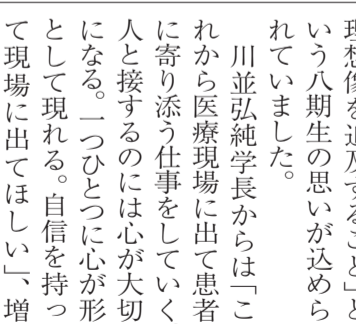 理想像を追及すること」と
いう八期生の思いが込めら
れていました。
川並弘純学長からは「こ
れから医療現場に出て患者
に寄り添う仕事をしていく
人と接するのには心が大切
になる。一つひとつに心が形
として現れる。自信を持っ
て現場に出てほしい」、増